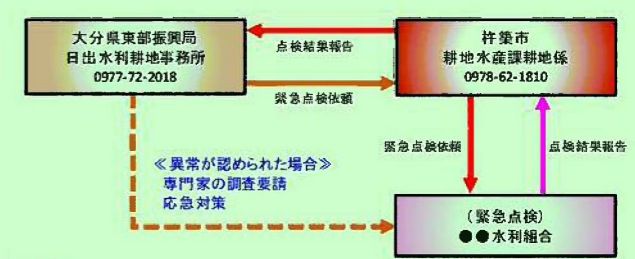 大分県東部振興局
日出水利耕地事務所
0977-72-2018
点検結果報告
緊急点検依頼
杵築市
耕地水産課耕地係
0978-62-1810
緊急点検依頼
点検結果報告
≪異常が認められた場合≫
専門家の調査要請
応急対策
（緊急点検）
●●水利組合